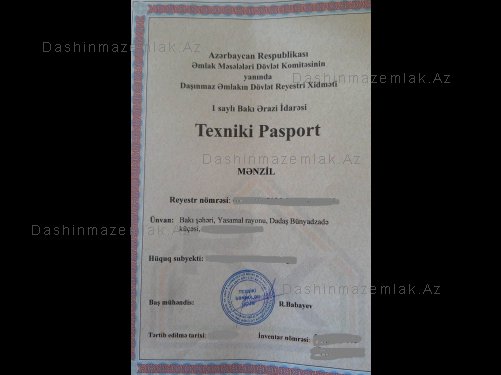 Azərbaycan Respublikası
Əmlak Məsələləri Dövlət Komitəsinin
yanında
Daşınmaz Əmlakın Dövlət Reyestri Xidməti
1 saylı Bakı Ərazi İdarəsi
Texniki Pasport
MƏNZİL
Reyestr nömrəsi:
Ünvan: Bakı şəhəri, Yasamal rayonu, Dadaş Bünyadzadə
küçəsi,
Hüquq subyekti:
TEXNIKI
Baş mühəndis: R.Babayev
Tərtib edilmə tarixi: İnventar nömrəsi:
Dashinmazemlak.Az
Dashinmazemlak.Az
Dashinmazemlak.Az
Dashinmazemlak.Az
Dashinmazemlak.Az